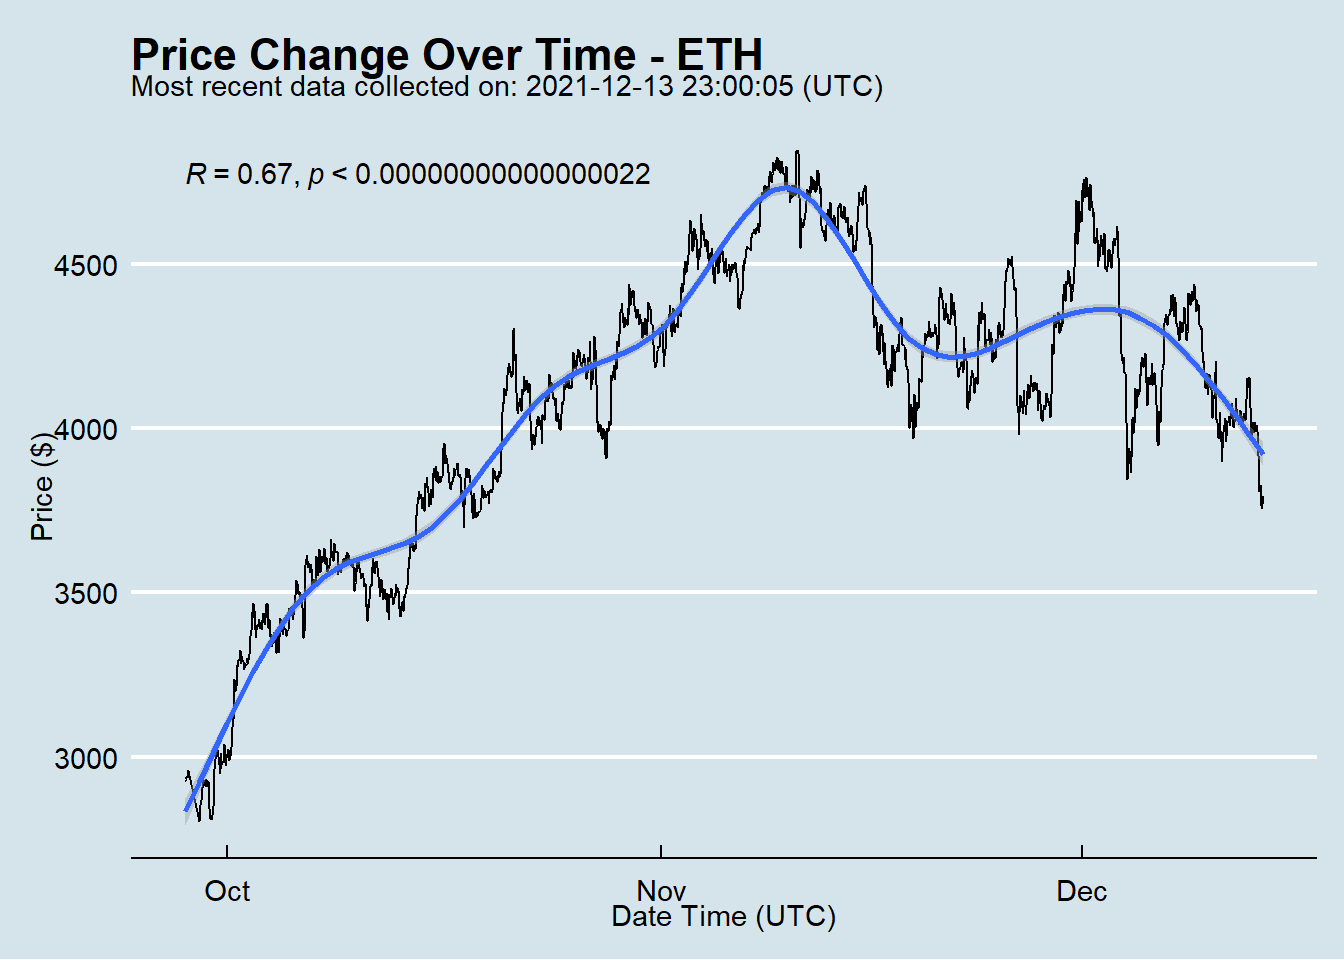 Price Change Over Time - ETH
Most recent data collected on: 2021-12-13 23:00:05 (UTC)
R = 0.67, p < 0.00000000000000022
4500
4000
3500
3000
Price ($)
Oct
Nov
Dec
Date Time (UTC)